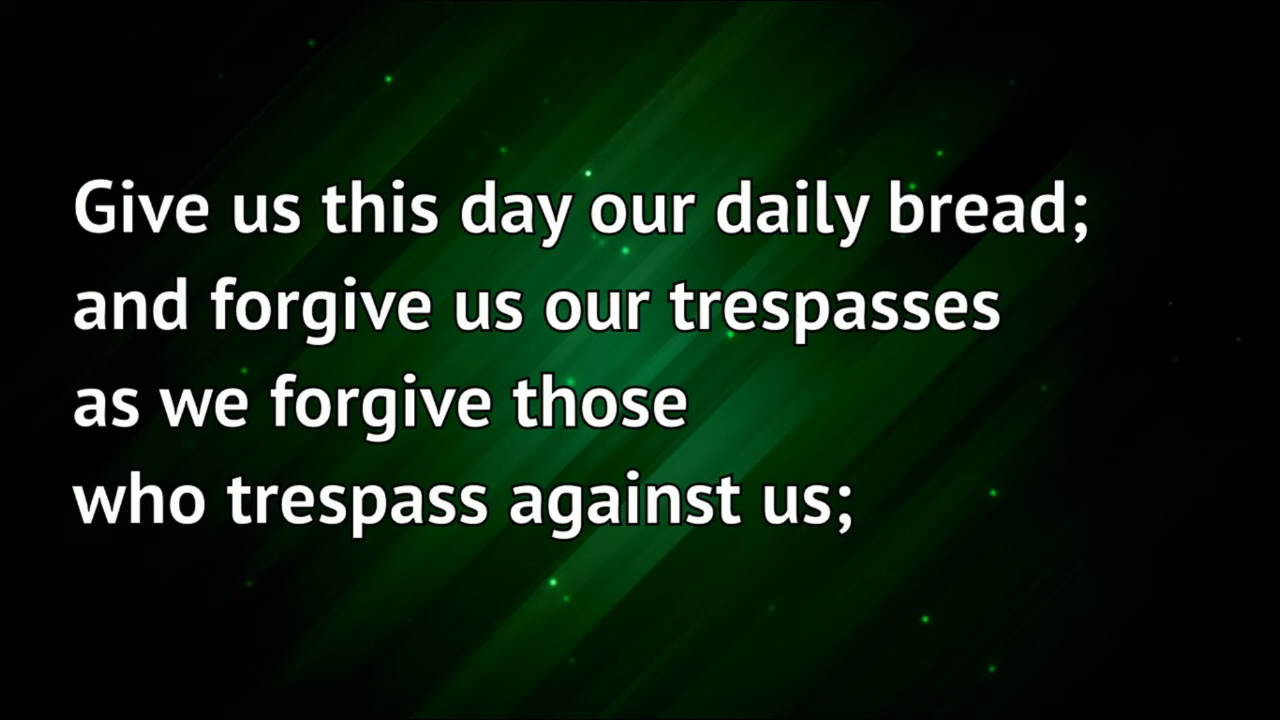 Give us this day our daily bread;
and forgive us our trespasses
as we forgive those
who trespass against us;